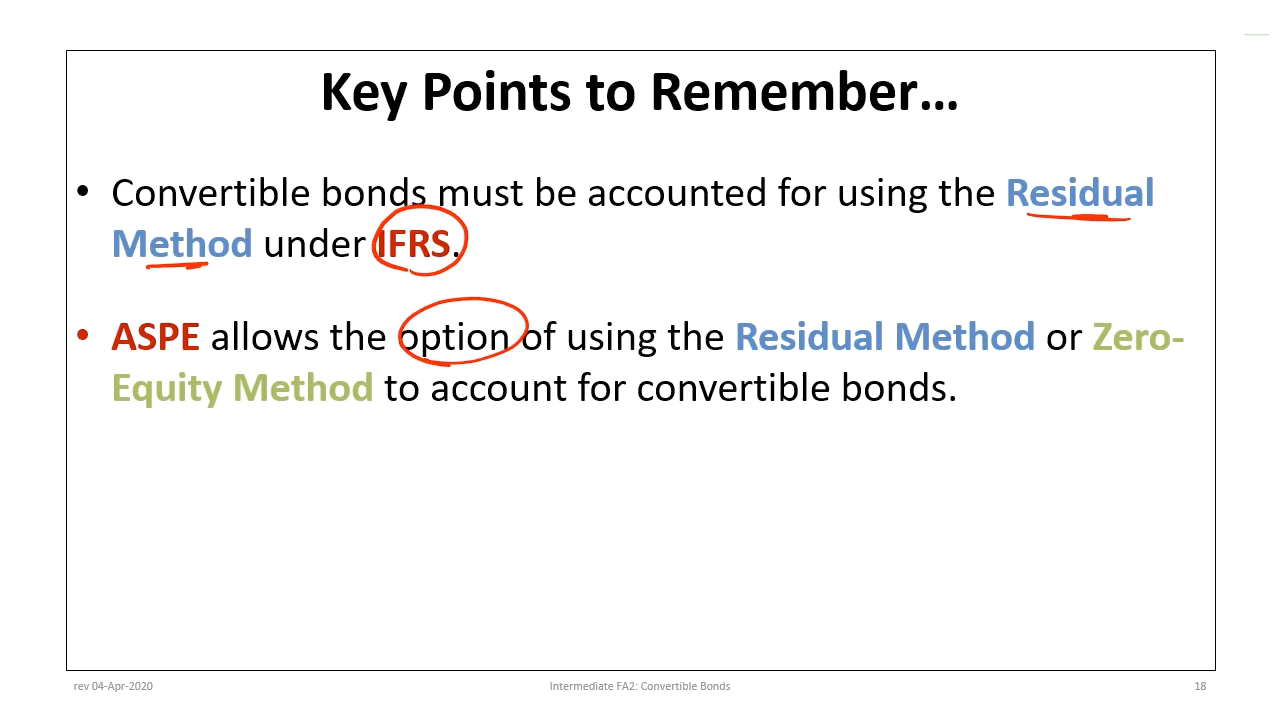 Key Points to Remember…
• Convertible bonds must be accounted for using the Residual
Method under IFRS.
• ASPE allows the option of using the Residual Method or Zero-
Equity Method to account for convertible bonds.
rev 04-Apr-2020
Intermediate FA2: Convertible Bonds
18